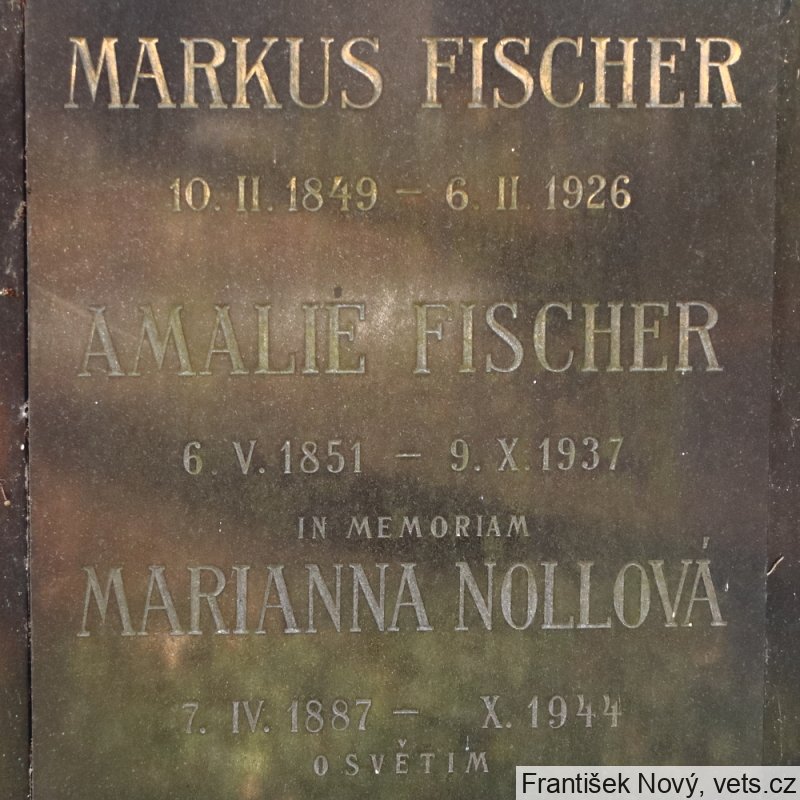 MARKUS FISCHER
10. II. 1849 – 6. II 1926
AMALIE FISCHER
6. V. 1851 – 9. X. 1937
IN MEMORIAM
MARIANNA NOLLOVÁ
7. IV. 1887 – X. 1944
OSVĚTIM
František Nový, vets.cz